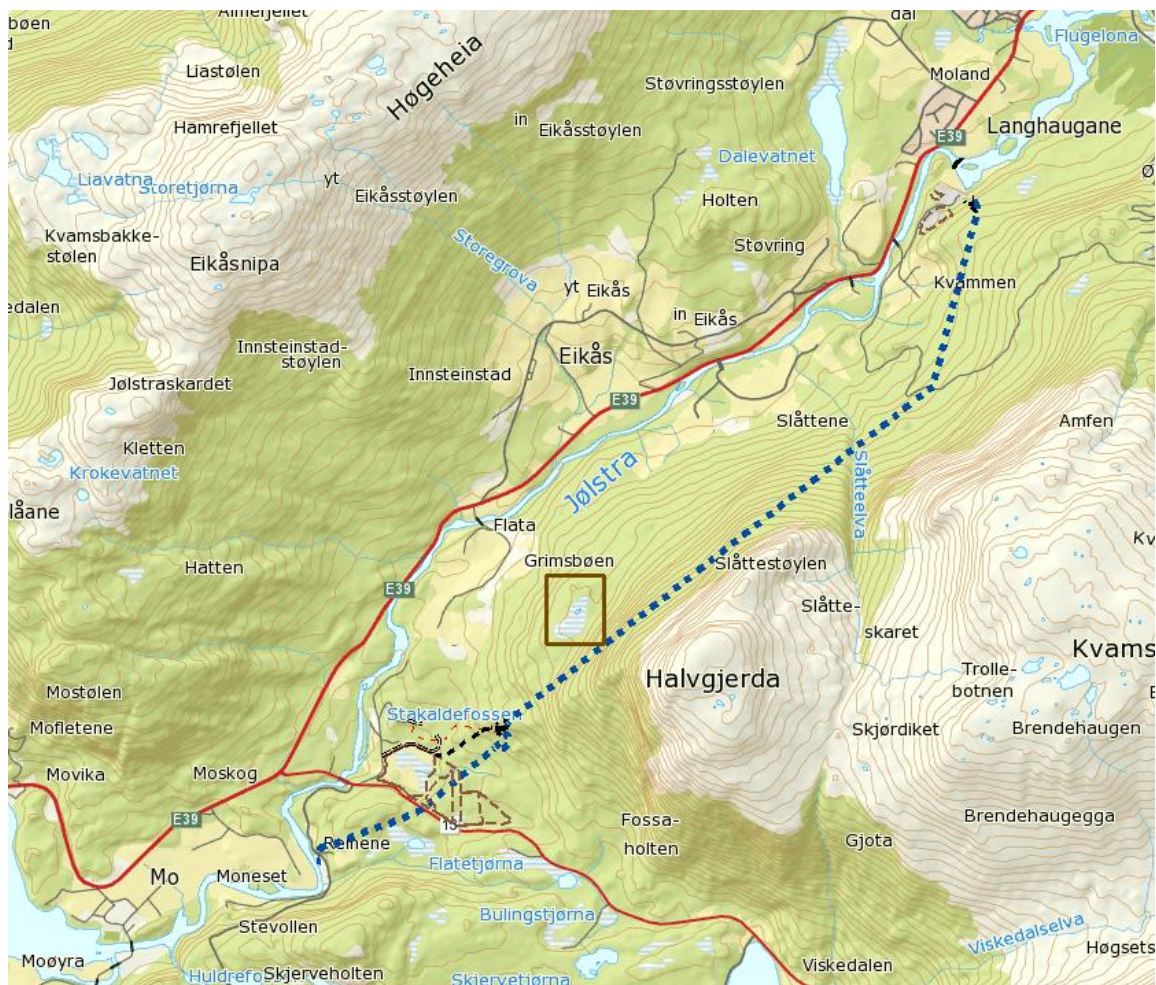 bøen
Almefjellet
dal
Flugelona
Liastølen
Høgeheia
Støvringsstøylen
Moland
Hamrefjellet
in
Eikåsstøylen
Langhaugane
E39
Dalevatnet
Liavatna
Storetjørna
yt
Eikåsstøylen
Holten
Kvamsbakke-
stølen
Storegrova
Støvring
Eikåsnipa
Kvammen
edalen
yt
Eikås
in
Eikås
Innsteinstad-
støylen
Eikås
Innsteinstad
Jølstraskardet
E39
Slåttene
Amfen
Kletten
Krokevatnet
Slåtteelva
Jølstra
låane
Flata
Kv
Grimsbøen
Hatten
Slåttestøylen
E39
Slåtte-
skaret
Kvams
Halvgjerda
Trolle-
botnen
Mostølen
Stakaldefossen
Mofletene
Skjørdiket
Brendehaugen
Movika
Moskog
E39
13
Fossa-
holten
Brendehaugegga
Reinene
Gjota
Flatetjørna
Mo
Moneset
Bulingstjørna
Stevollen
Viskedalselva
Moøyra
Høgsets
Huldrefossen
Skjerveholten
Skjervetjørna
Viskedalen